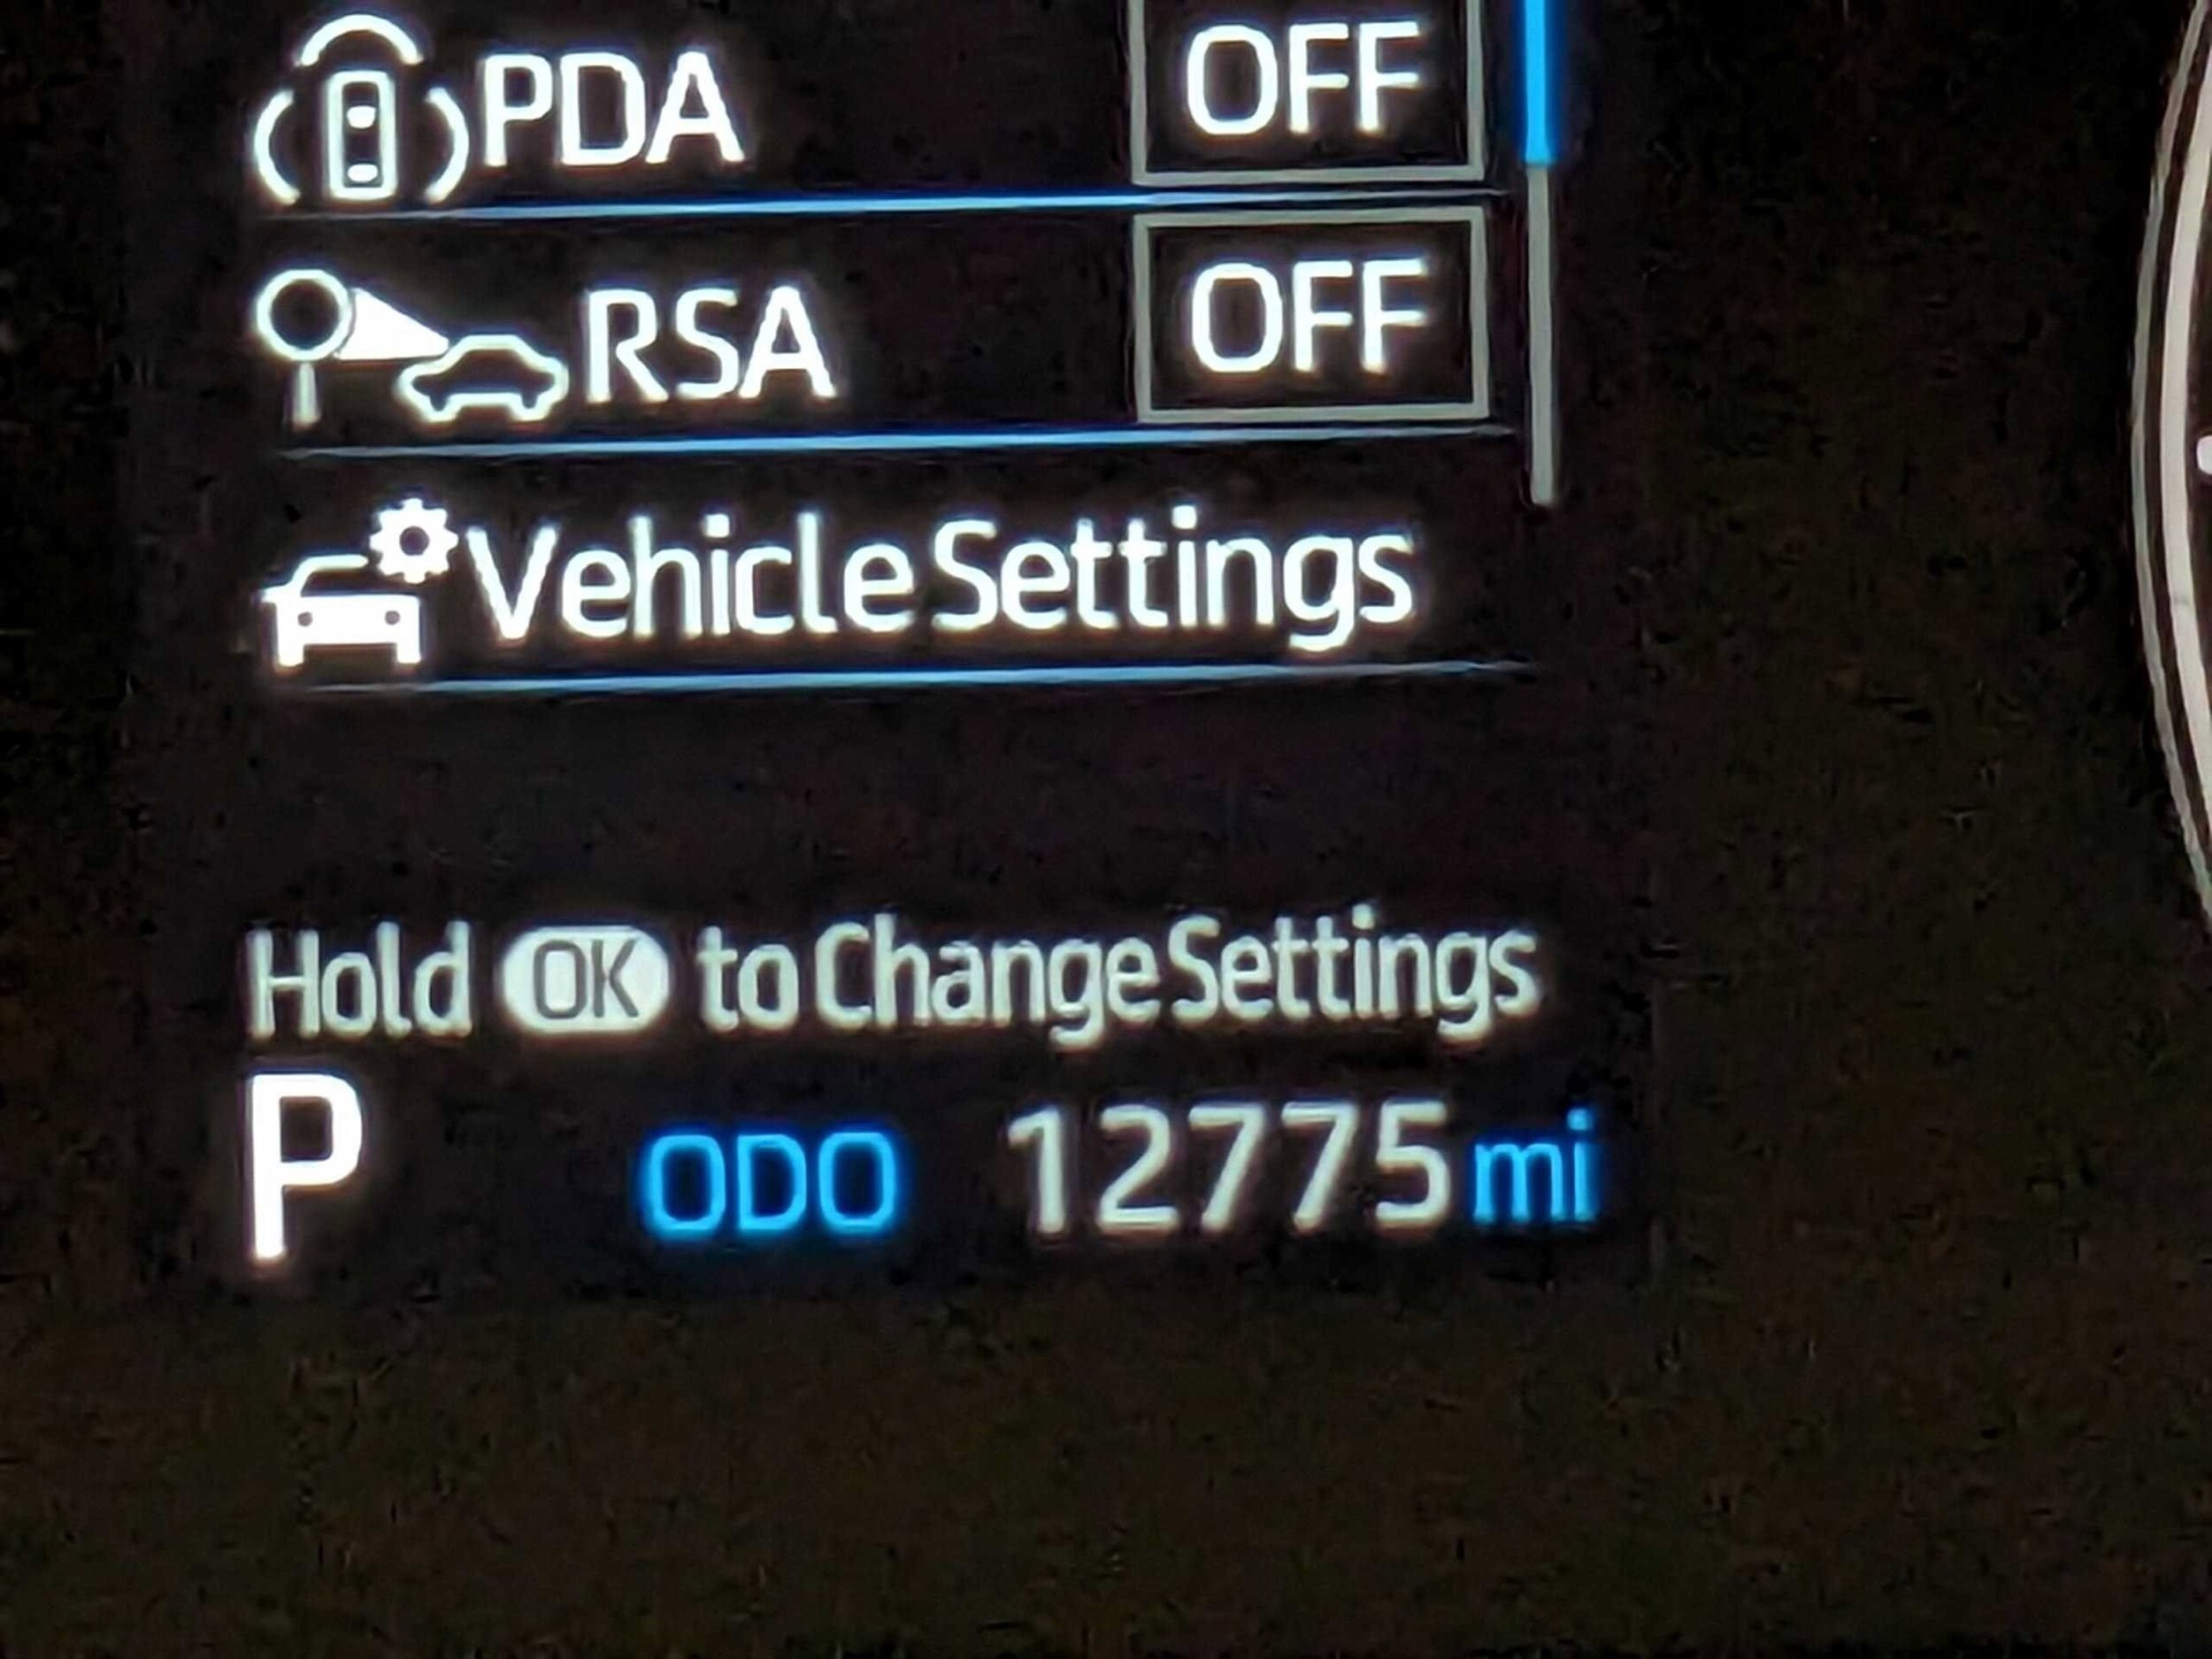 PDA OFF
RSA OFF
Vehicle Settings
Hold OK to Change Settings
P ODO 12775 mi